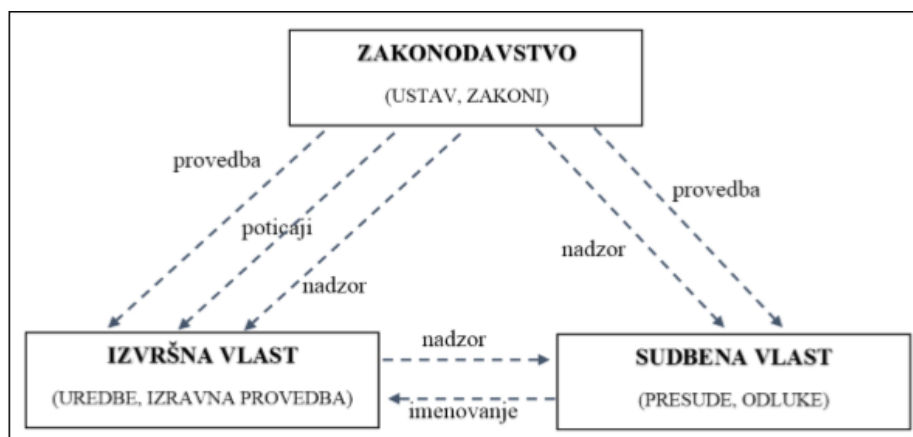 ZAKONODAVSTVO
(USTAV, ZAKONI)
provedba
provedba
poticaji
nadzor
nadzor
IZVRŠNA VLAST
(UREDBE, IZRAVNA PROVEDBA)
nadzor
imenovanje
SUDBENA VLAST
(PRESUDE, ODLUKE)